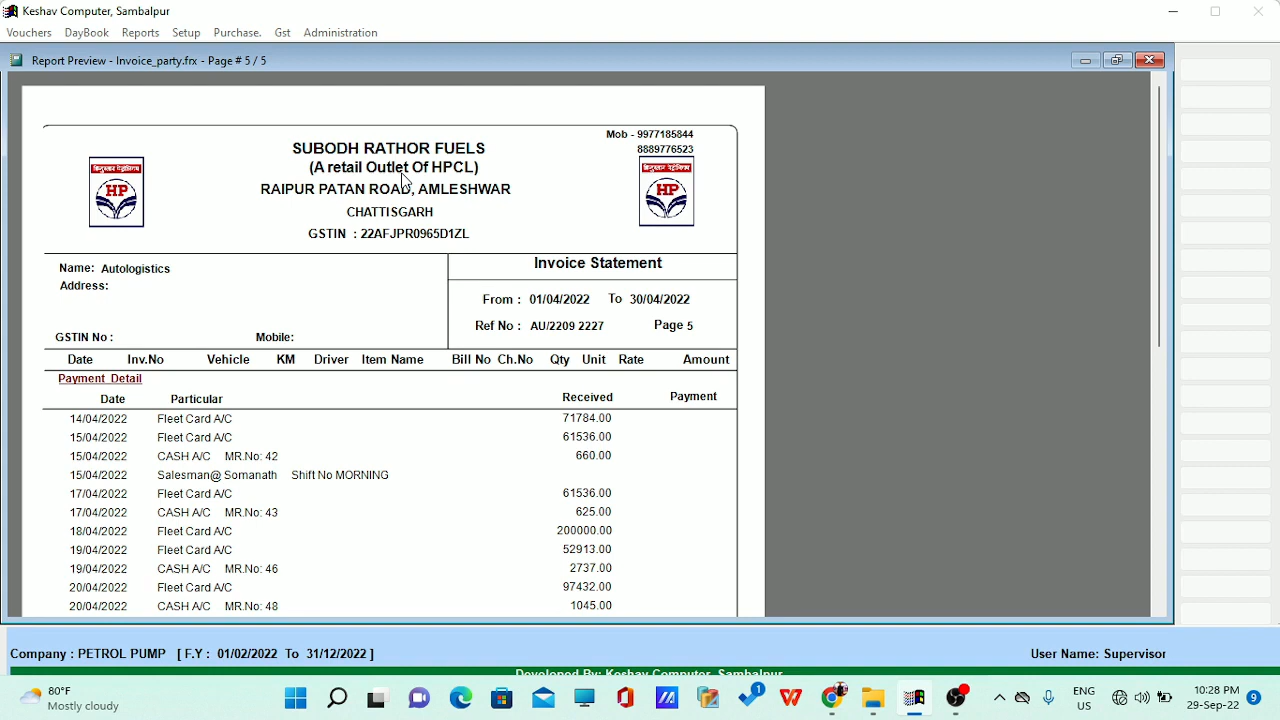 Keshav Computer, Sambalpur
Vouchers DayBook Reports Setup Purchase. Gst Administration
Report Preview - Invoice_party.frx - Page # 5 / 5
Mob - 9977185844
8889776523
SUBODH RATHOR FUELS
(A retail Outlet Of HPCL)
RAIPUR PATAN ROAD, AMLESHWAR
CHATTISGARH
GSTIN : 22AFJPR0965D1ZL
HP
HP
Name: Autologistics
Address:
GSTIN No : Mobile:
Invoice Statement
From : 01/04/2022 To 30/04/2022
Ref No : AU/2209 2227 Page 5
Date Inv.No Vehicle KM Driver Item Name Bill No Ch.No Qty Unit Rate Amount
Payment Detail
Date Particular Received Payment
14/04/2022 Fleet Card A/C 71784.00
15/04/2022 Fleet Card A/C 61536.00
15/04/2022 CASH A/C MR.No: 42 660.00
15/04/2022 Salesman@ Somanath Shift No MORNING
17/04/2022 Fleet Card A/C 61536.00
17/04/2022 CASH A/C MR.No: 43 625.00
18/04/2022 Fleet Card A/C 200000.00
19/04/2022 Fleet Card A/C 52913.00
19/04/2022 CASH A/C MR.No: 46 2737.00
20/04/2022 Fleet Card A/C 97432.00
20/04/2022 CASH A/C MR.No: 48 1045.00
Company : PETROL PUMP [ F.Y : 01/02/2022 To 31/12/2022 ] User Name: Supervisor
Developed By: Keshav Computer, Sambalpur
80°F
Mostly cloudy
1
ENG
US
10:28 PM
29-Sep-22
9